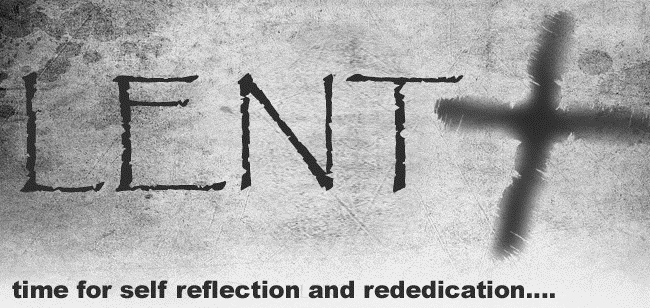 LENT
time for self reflection and rededication....